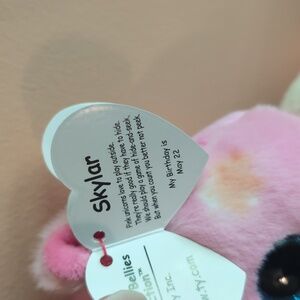 Skylar
Pink unicorns love to play outside.
They're really good if they have to hide.
We should play a game of hide-and-seek,
But when you count you better not peek.
My Birthday is
May 22
Bellies
ction™
y Inc.
y.com